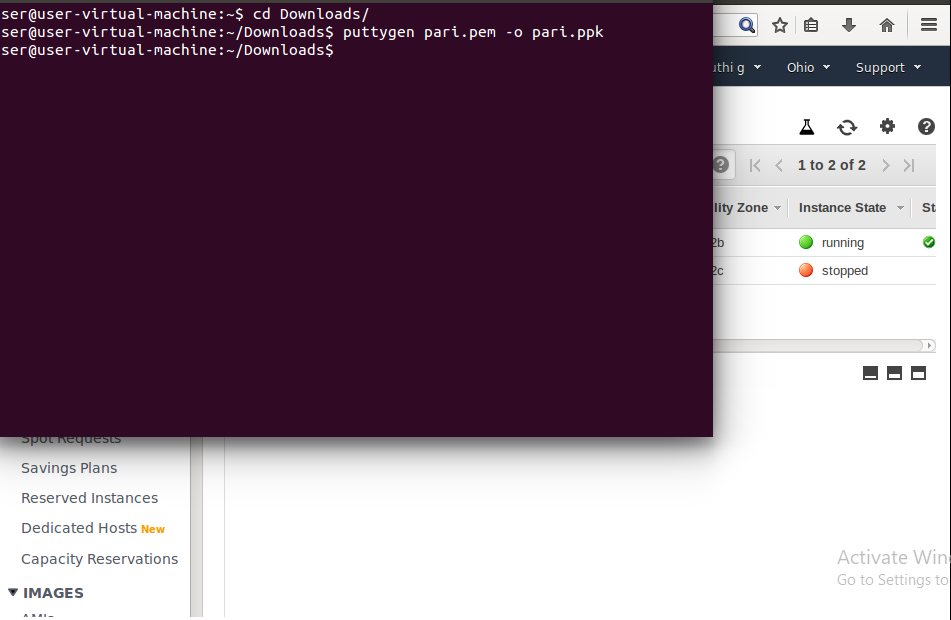 ser@user-virtual-machine:~$ cd Downloads/
ser@user-virtual-machine:~/Downloads$ puttygen pari.pem -o pari.ppk
ser@user-virtual-machine:~/Downloads$
uthi g Ohio Support
1 to 2 of 2
lity Zone Instance State St
2b running
2c stopped
Spot Requests
Savings Plans
Reserved Instances
Dedicated Hosts New
Capacity Reservations
IMAGES
AMIs
Activate Win
Go to Settings to